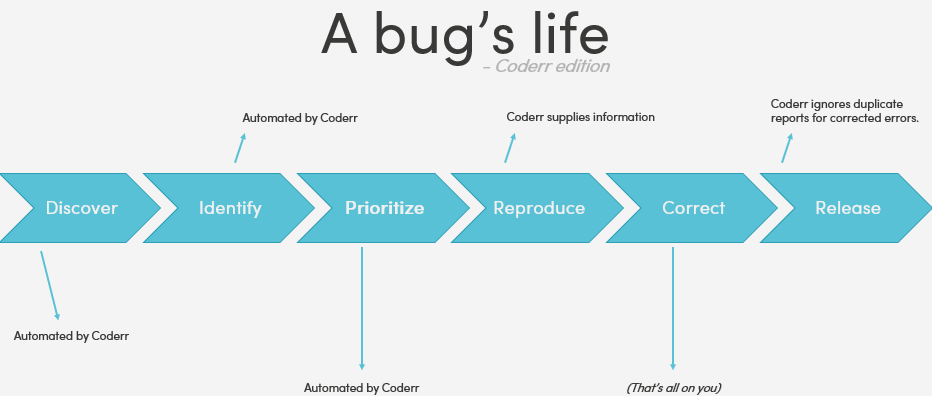 A bug's life
- Coderr edition
Automated by Coderr
Coderr supplies information
Coderr ignores duplicate
reports for corrected errors.
Discover
Identify
Prioritize
Reproduce
Correct
Release
Automated by Coderr
Automated by Coderr
(That's all on you)